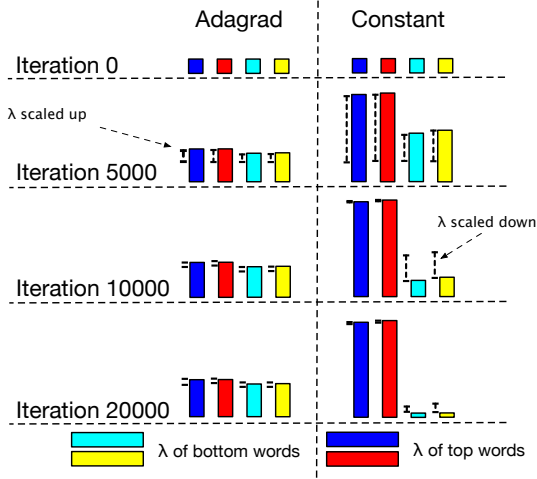 Adagrad
Constant
Iteration 0
λ scaled up
Iteration 5000
λ scaled down
Iteration 10000
Iteration 20000
λ of bottom words
λ of top words